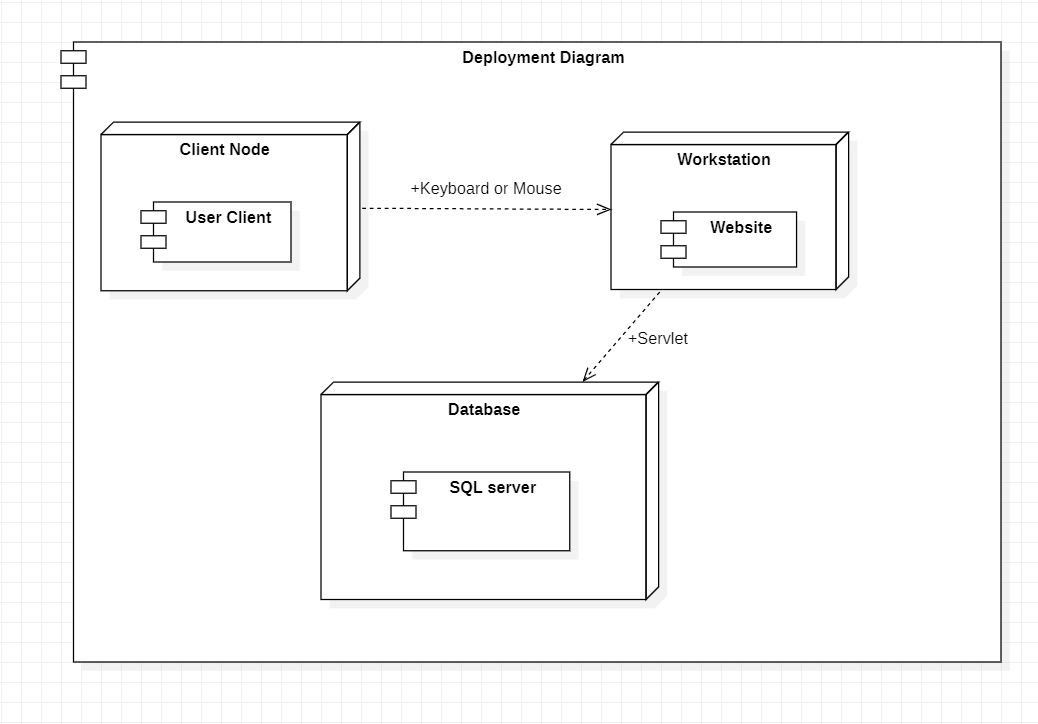 Deployment Diagram
Client Node
User Client
+Keyboard or Mouse
Workstation
Website
+Servlet
Database
SQL server